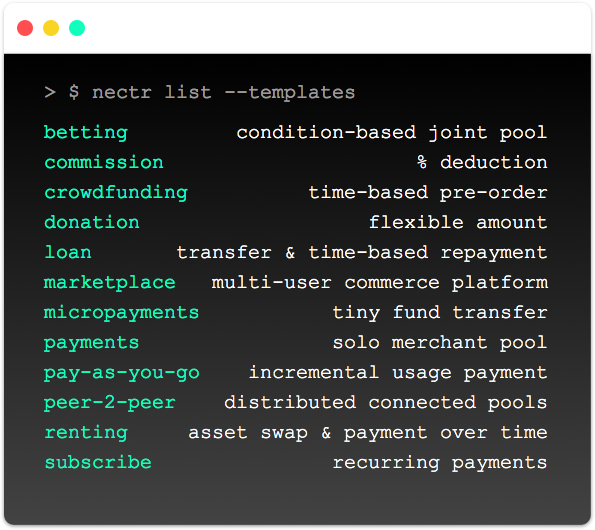 > $ nectr list --templates
betting condition-based joint pool
commission % deduction
crowdfunding time-based pre-order
donation flexible amount
loan transfer & time-based repayment
marketplace multi-user commerce platform
micropayments tiny fund transfer
payments solo merchant pool
pay-as-you-go incremental usage payment
peer-2-peer distributed connected pools
renting asset swap & payment over time
subscribe recurring payments